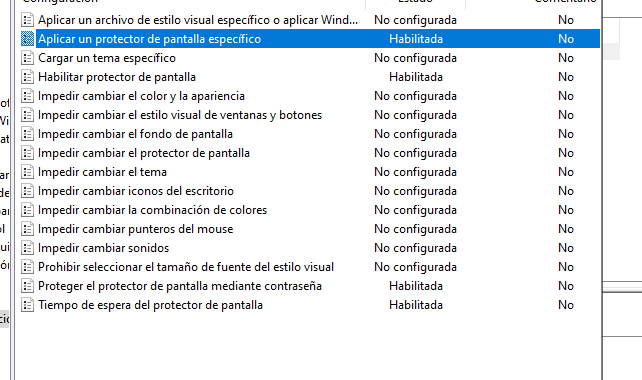 Configuración Estado Comentario
Aplicar un archivo de estilo visual específico o aplicar Wind... No configurada No
Aplicar un protector de pantalla específico Habilitada No
Cargar un tema específico No configurada No
Habilitar protector de pantalla Habilitada No
Impedir cambiar el color y la apariencia No configurada No
Impedir cambiar el estilo visual de ventanas y botones No configurada No
Impedir cambiar el fondo de pantalla No configurada No
Impedir cambiar el protector de pantalla No configurada No
Impedir cambiar el tema No configurada No
Impedir cambiar iconos del escritorio No configurada No
Impedir cambiar la combinación de colores No configurada No
Impedir cambiar punteros del mouse No configurada No
Impedir cambiar sonidos No configurada No
Prohibir seleccionar el tamaño de fuente del estilo visual No configurada No
Proteger el protector de pantalla mediante contraseña Habilitada No
Tiempo de espera del protector de pantalla Habilitada No